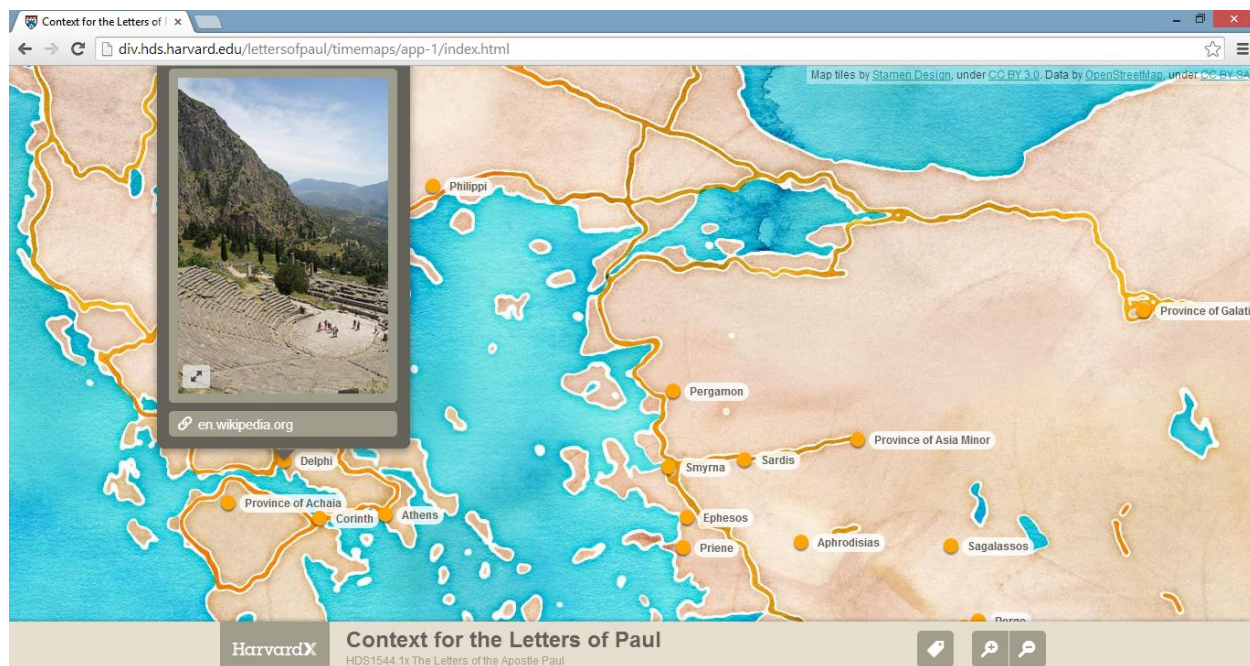 Context for the Letters of
div.hds.harvard.edu/lettersofpaul/timemaps/app-1/index.html
Map tiles by Stamen Design, under CC BY 3.0. Data by OpenStreetMap, under CC BY SA
Philippi
Province of Galati
Pergamon
en.wikipedia.org
Province of Asia Minor
Delphi
Smyrna
Sardis
Province of Achaia
Corinth
Athens
Ephesos
Priene
Aphrodisias
Sagalassos
Perge
HarvardX
Context for the Letters of Paul
HDS1544.1x The Letters of the Apostle Paul